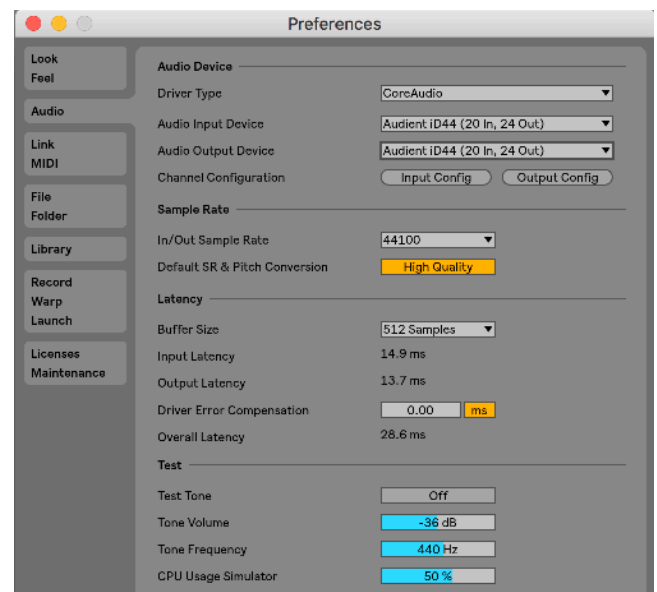 Preferences
Look
Feel
Audio
Link
MIDI
File
Folder
Library
Record
Warp
Launch
Licenses
Maintenance
Audio Device
Driver Type CoreAudio
Audio Input Device Audient iD44 (20 In, 24 Out)
Audio Output Device Audient iD44 (20 In, 24 Out)
Channel Configuration Input Config Output Config
Sample Rate
In/Out Sample Rate 44100
Default SR & Pitch Conversion High Quality
Latency
Buffer Size 512 Samples
Input Latency 14.9 ms
Output Latency 13.7 ms
Driver Error Compensation 0.00 ms
Overall Latency 28.6 ms
Test
Test Tone Off
Tone Volume -36 dB
Tone Frequency 440 Hz
CPU Usage Simulator 50 %